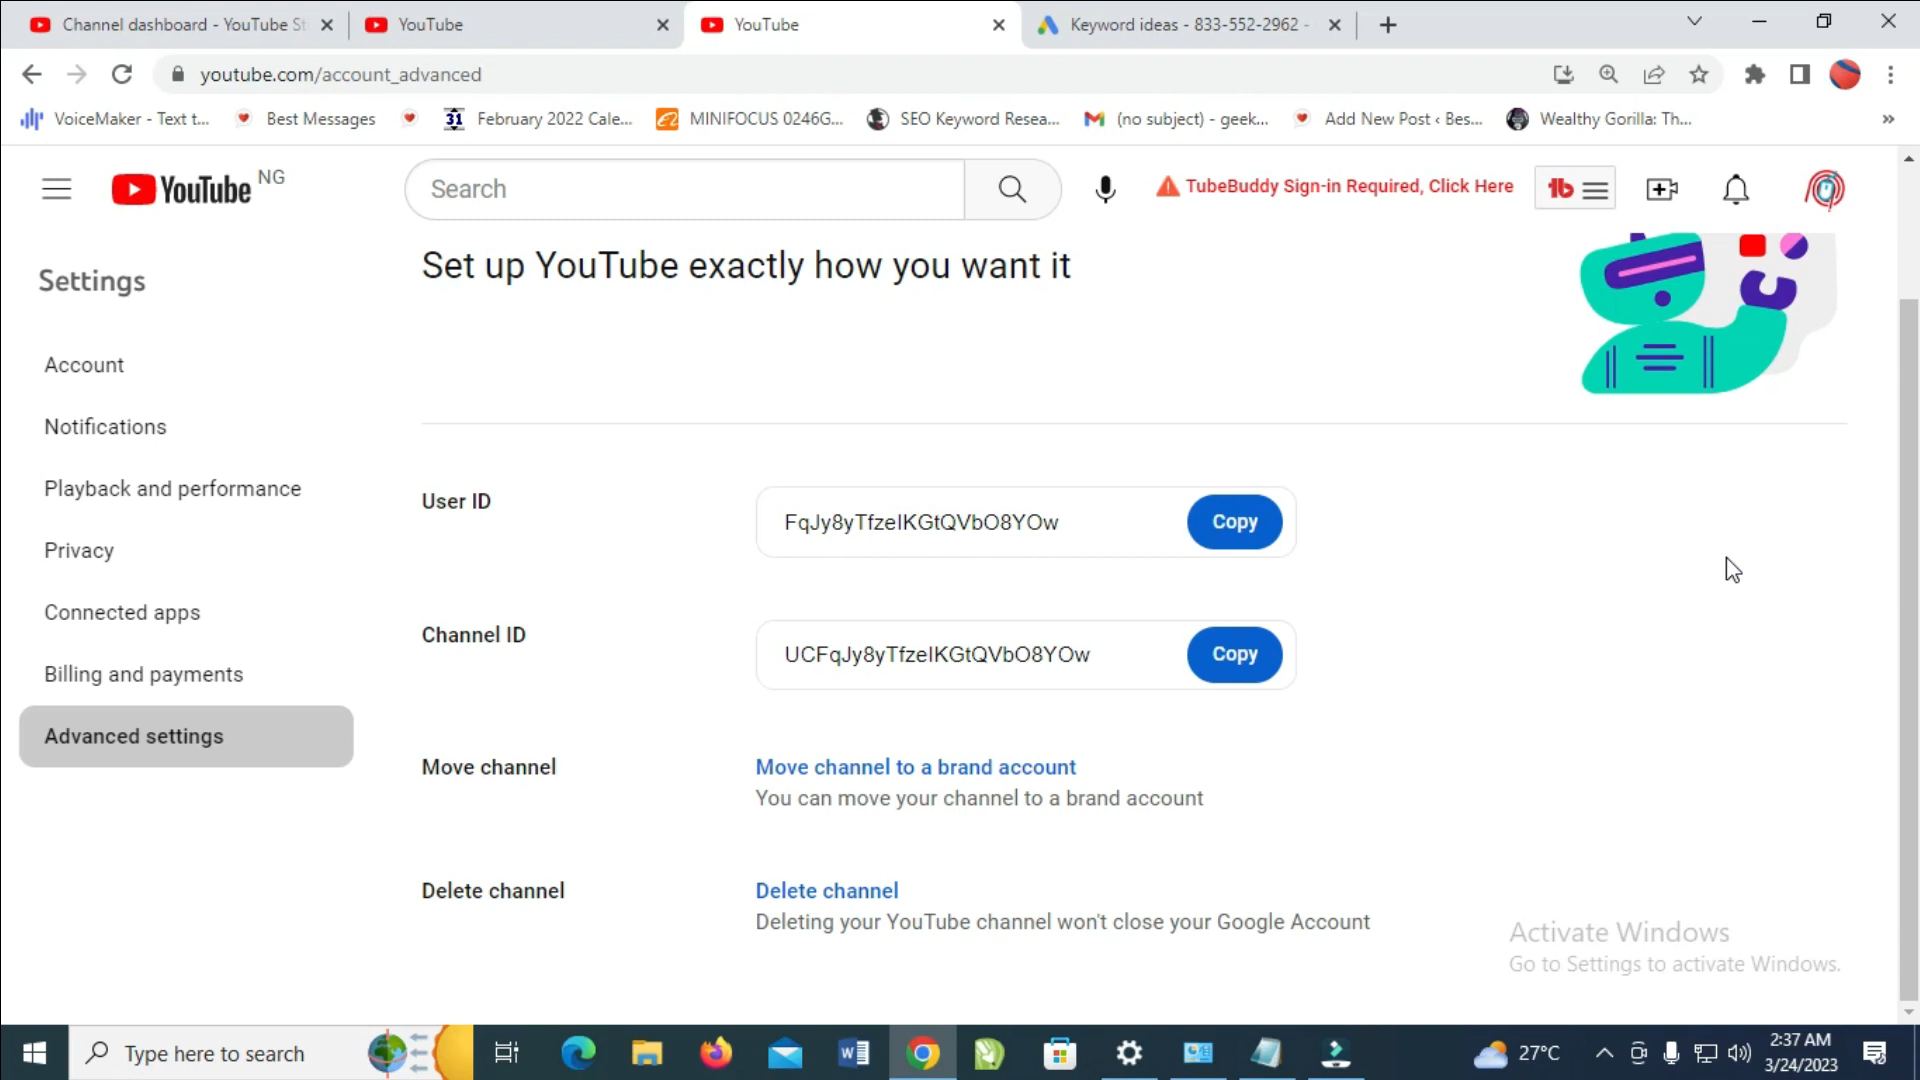 Channel dashboard - YouTube St
YouTube
YouTube
Keyword ideas - 833-552-2962 -
youtube.com/account_advanced
VoiceMaker - Text t...
Best Messages
31
February 2022 Cale...
MINIFOCUS 0246G...
SEO Keyword Resea...
(no subject) - geek...
Add New Post ‹ Bes...
Wealthy Gorilla: Th...
»
YouTube NG
Search
TubeBuddy Sign-in Required, Click Here
tb
Settings
Set up YouTube exactly how you want it
Account
Notifications
Playback and performance
Privacy
Connected apps
Billing and payments
Advanced settings
User ID
FqJy8yTfzeIKGtQVbO8YOw
Copy
Channel ID
UCFqJy8yTfzeIKGtQVbO8YOw
Copy
Move channel
Move channel to a brand account
You can move your channel to a brand account
Delete channel
Delete channel
Deleting your YouTube channel won't close your Google Account
Activate Windows
Go to Settings to activate Windows.
Type here to search
27°C
2:37 AM
3/24/2023